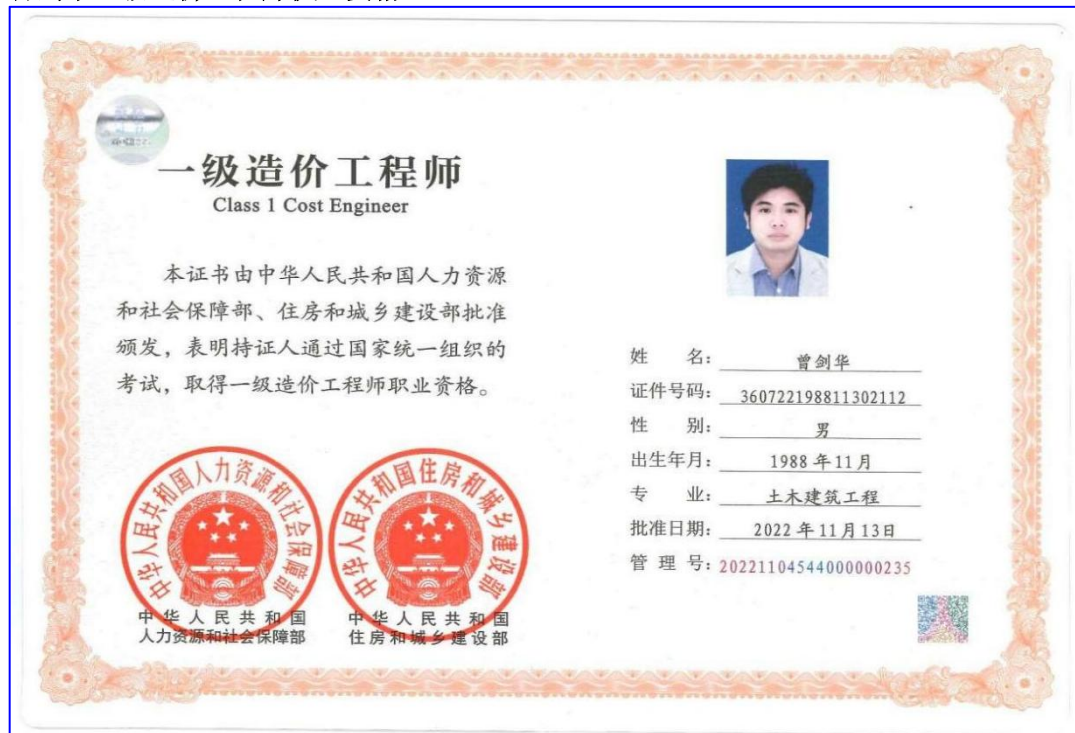 一级造价工程师
Class 1 Cost Engineer
本证书由中华人民共和国人力资源
和社会保障部、住房和城乡建设部批准
颁发，表明持证人通过国家统一组织的
考试，取得一级造价工程师职业资格。
中华人民共和国人力资源和社会保障部
中华人民共和国住房和城乡建设部
中华人民共和国
人力资源和社会保障部
中华人民共和国
住房和城乡建设部
姓 名：曾剑华
证件号码：360722198811302112
性 别：男
出生年月：1988年11月
专 业：土木建筑工程
批准日期：2022年11月13日
管 理 号：20221104544000000235